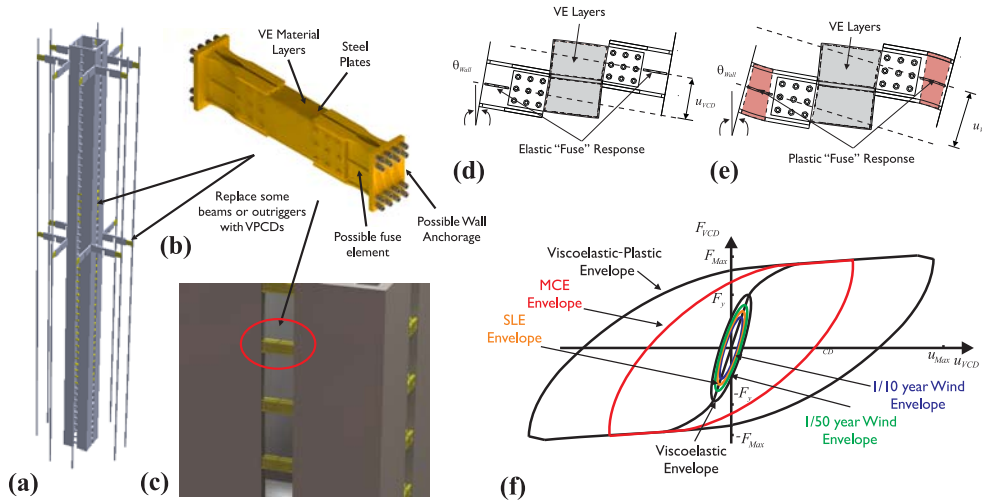 (a)
VE Material
Layers
Steel
Plates
Replace some
beams or outriggers
with VPCDs
(b)
Possible fuse
element
Possible Wall
Anchorage
(c)
VE Layers
θWall
uVCD
Elastic “Fuse” Response
(d)
VE Layers
θWall
Plastic “Fuse” Response
(e)
FVCD
FMax
Viscoelastic-Plastic
Envelope
MCE
Envelope
Fy
SLE
Envelope
CD
uMax uVCD
1/10 year Wind
Envelope
-Fy
1/50 year Wind
Envelope
-FMax
Viscoelastic
Envelope
(f)